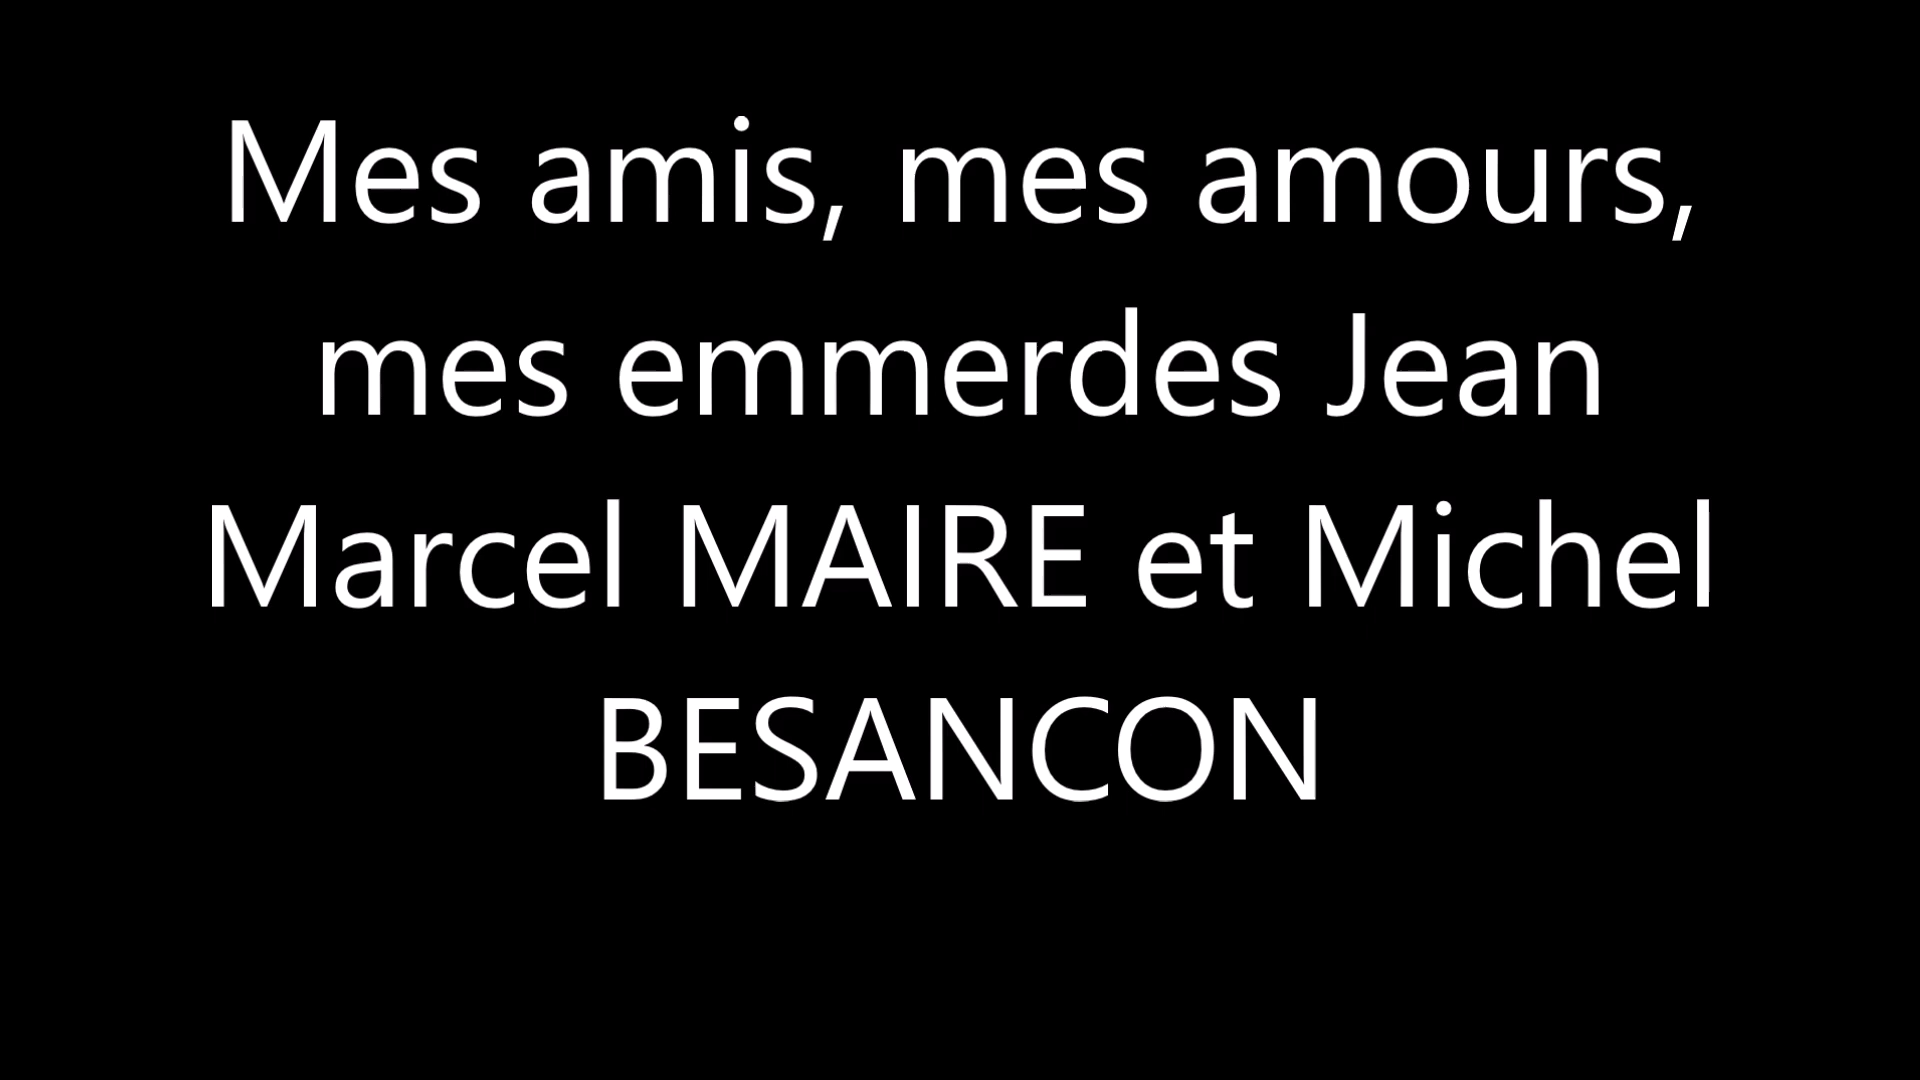 Mes amis, mes amours,
mes emmerdes Jean
Marcel MAIRE et Michel
BESANCON